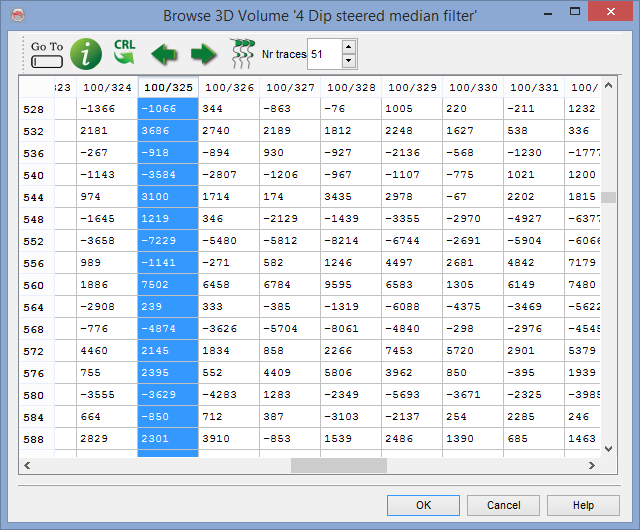 Browse 3D Volume '4 Dip steered median filter'
Go To i CRL Nr traces 51
323 100/324 100/325 100/326 100/327 100/328 100/329 100/330 100/331 100/
528 -1366 -1066 344 -863 -76 1005 220 -211 1232
532 2181 3686 2740 2189 1812 2248 1627 538 336
536 -267 -918 -894 930 -927 -2136 -568 -1230 -1777
540 -1143 -3584 -2807 -1206 -967 -1107 -775 1021 1200
544 974 3100 1714 174 3435 2978 -67 2202 1815
548 -1645 1219 346 -2129 -1439 -3355 -2970 -4927 -6377
552 -3658 -7229 -5480 -5812 -8214 -6744 -2691 -5904 -6066
556 989 -1141 -271 582 1246 4497 2681 4842 7179
560 1886 7502 6458 6784 9595 6583 1305 6149 7480
564 -2908 239 333 -385 -1319 -6088 -4375 -3469 -5622
568 -776 -4874 -3626 -5704 -8061 -4840 -298 -2976 -4545
572 4460 2145 1834 858 2266 7453 5720 2901 5379
576 755 2395 552 4409 5806 3962 850 -395 1939
580 -3555 -3629 -4283 1283 -2349 -5693 -3671 -2325 -3985
584 664 -850 712 387 -3103 -2137 254 2285 246
588 2829 2301 3910 -853 1539 2486 1390 685 1463
OK Cancel Help